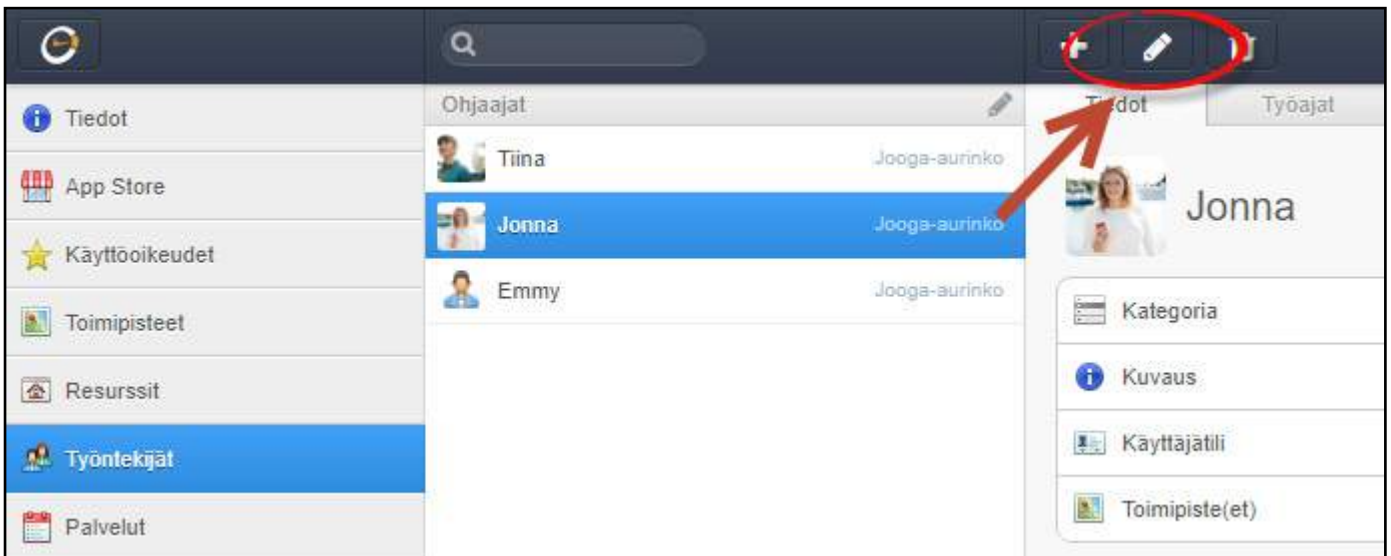 Tiedot
App Store
Käyttöoikeudet
Toimipisteet
Resurssit
Työntekijät
Palvelut
Ohjaajat
Tiina Jooga-aurinko
Jonna Jooga-aurinko
Emmy Jooga-aurinko
Tiedot Työajat
Jonna
Kategoria
Kuvaus
Käyttäjätili
Toimipiste(et)